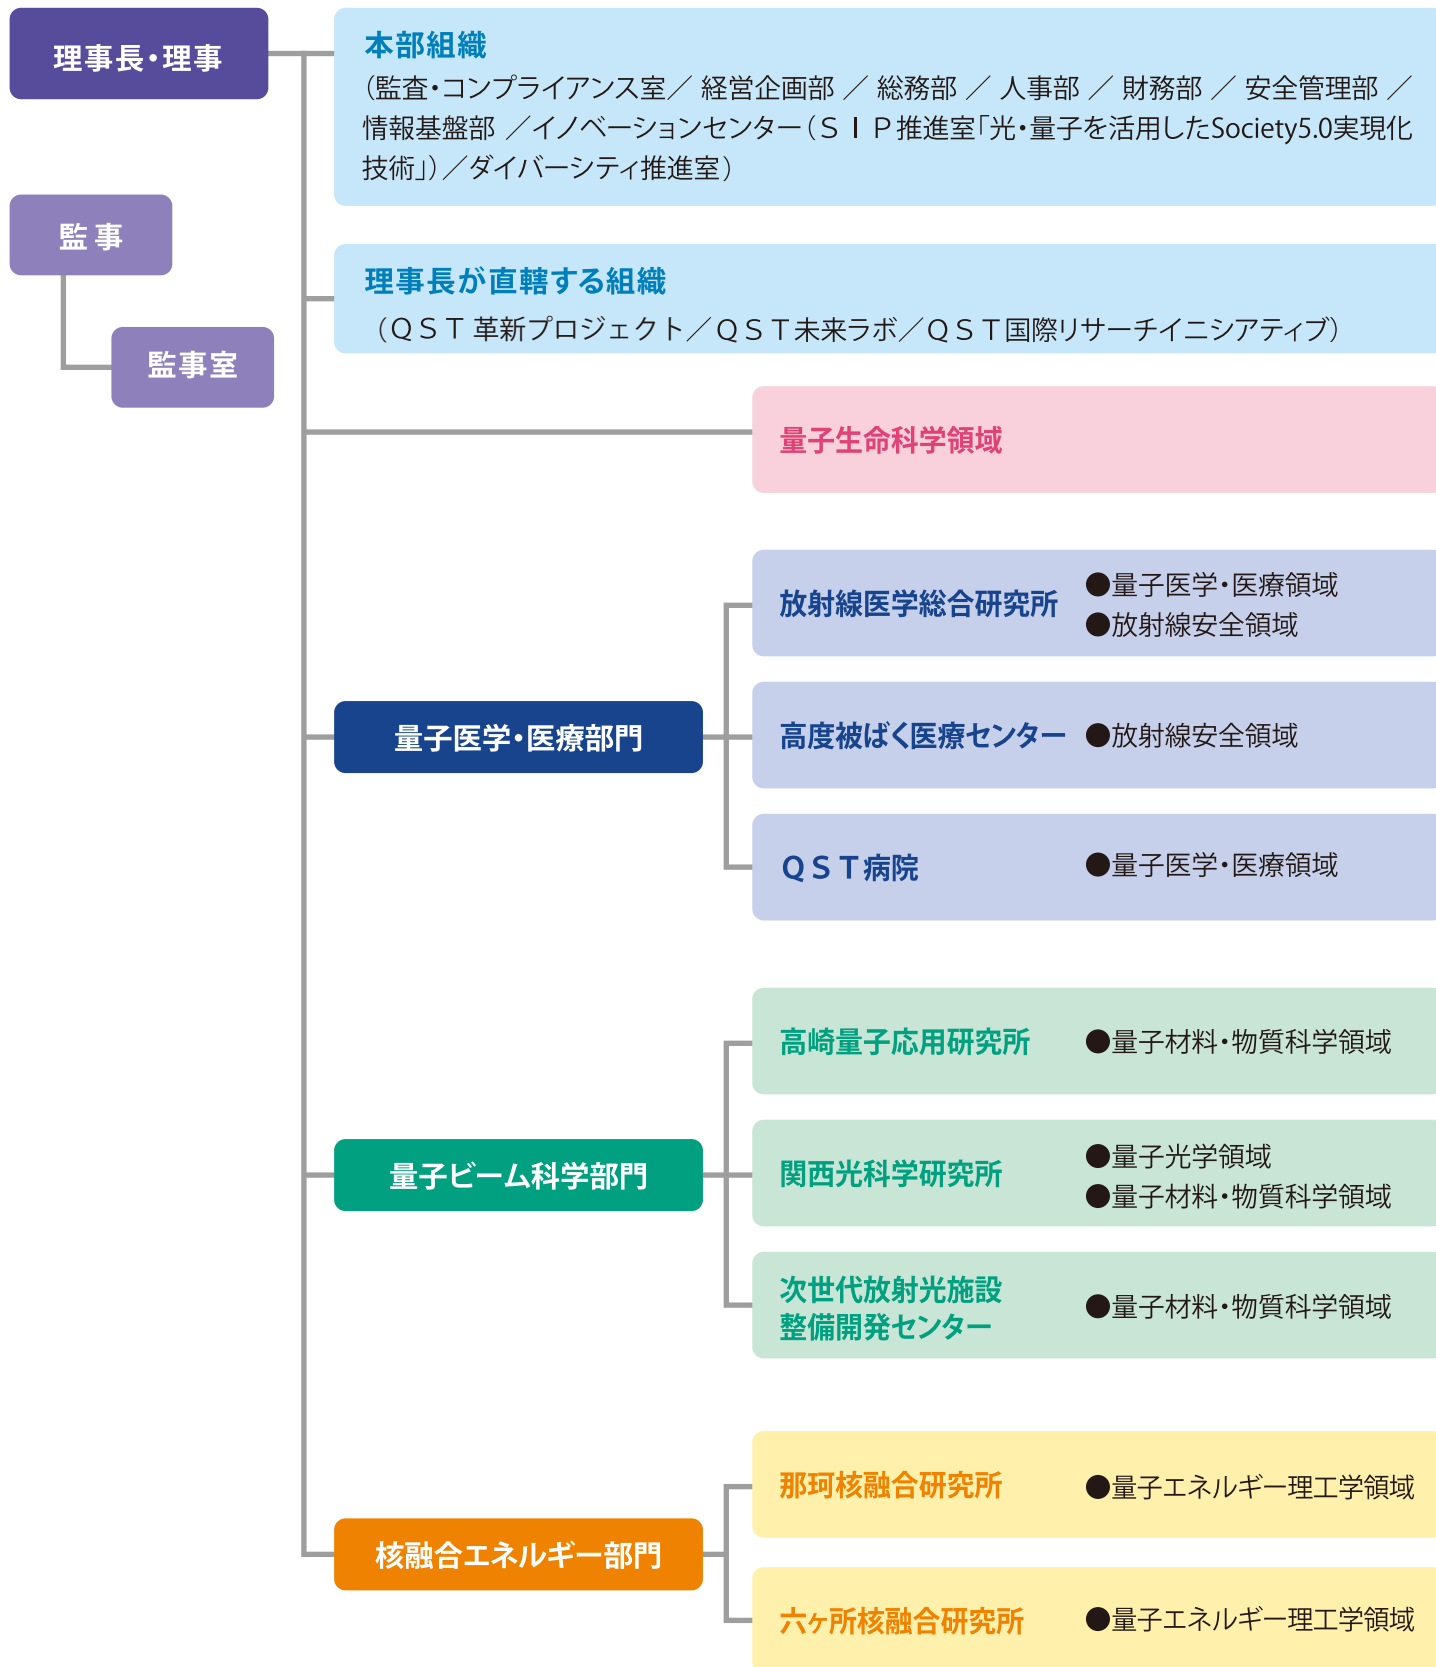 理事長・理事
本部組織
（監査・コンプライアンス室／ 経営企画部 ／ 総務部 ／ 人事部 ／ 財務部 ／ 安全管理部 ／
情報基盤部 ／イノベーションセンター（ＳＩＰ推進室「光・量子を活用したSociety5.0実現化
技術」）／ダイバーシティ推進室）
監事
監事室
理事長が直轄する組織
（ＱＳＴ革新プロジェクト／ＱＳＴ未来ラボ／ＱＳＴ国際リサーチイニシアティブ）
量子生命科学領域
量子医学・医療部門
放射線医学総合研究所
●量子医学・医療領域
●放射線安全領域
高度被ばく医療センター
●放射線安全領域
ＱＳＴ病院
●量子医学・医療領域
量子ビーム科学部門
高崎量子応用研究所
●量子材料・物質科学領域
関西光科学研究所
●量子光学領域
●量子材料・物質科学領域
次世代放射光施設
整備開発センター
●量子材料・物質科学領域
核融合エネルギー部門
那珂核融合研究所
●量子エネルギー理工学領域
六ヶ所核融合研究所
●量子エネルギー理工学領域